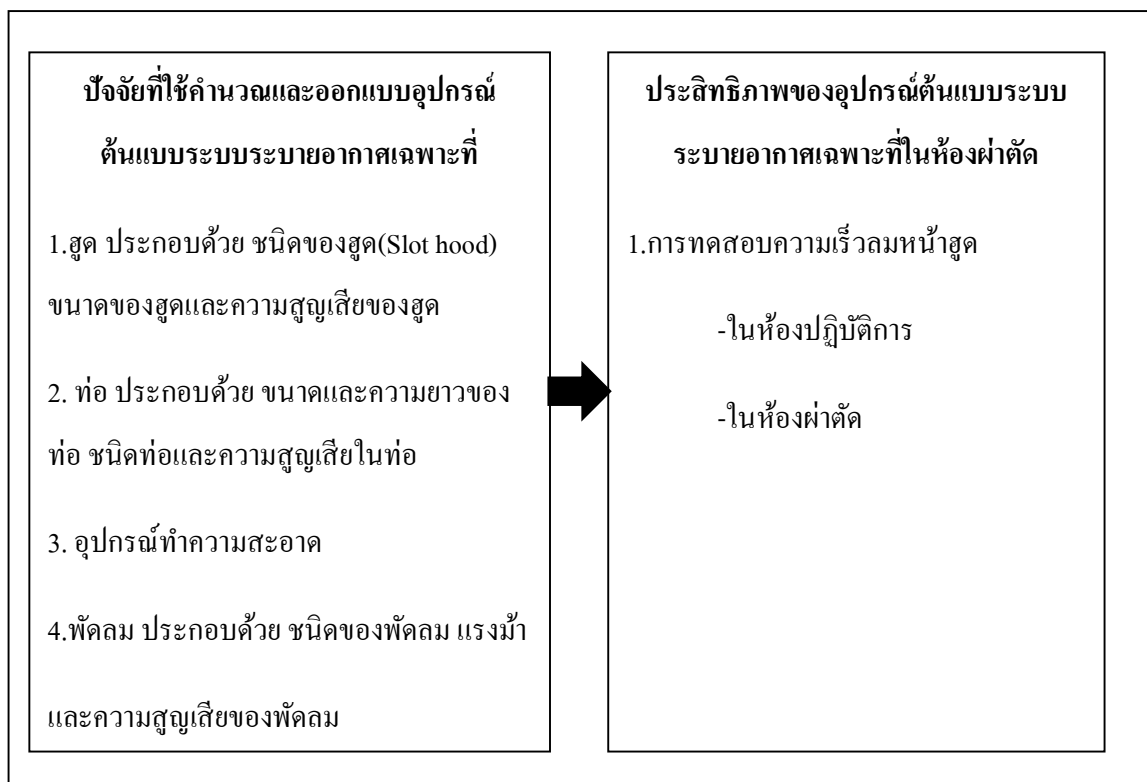 ปัจจัยที่ใช้คำนวณและออกแบบอุปกรณ์
ต้นแบบระบบระบายอากาศเฉพาะที่
1.ฮูด ประกอบด้วย ชนิดของฮูด(Slot hood)
ขนาดของฮูดและความสูญเสียของฮูด
2. ท่อ ประกอบด้วย ขนาดและความยาวของ
ท่อ ชนิดท่อและความสูญเสียในท่อ
3. อุปกรณ์ทำความสะอาด
4.พัดลม ประกอบด้วย ชนิดของพัดลม แรงม้า
และความสูญเสียของพัดลม
ประสิทธิภาพของอุปกรณ์ต้นแบบระบบ
ระบายอากาศเฉพาะที่ในห้องผ่าตัด
1.การทดสอบความเร็วลมหน้าฮูด
-ในห้องปฏิบัติการ
-ในห้องผ่าตัด